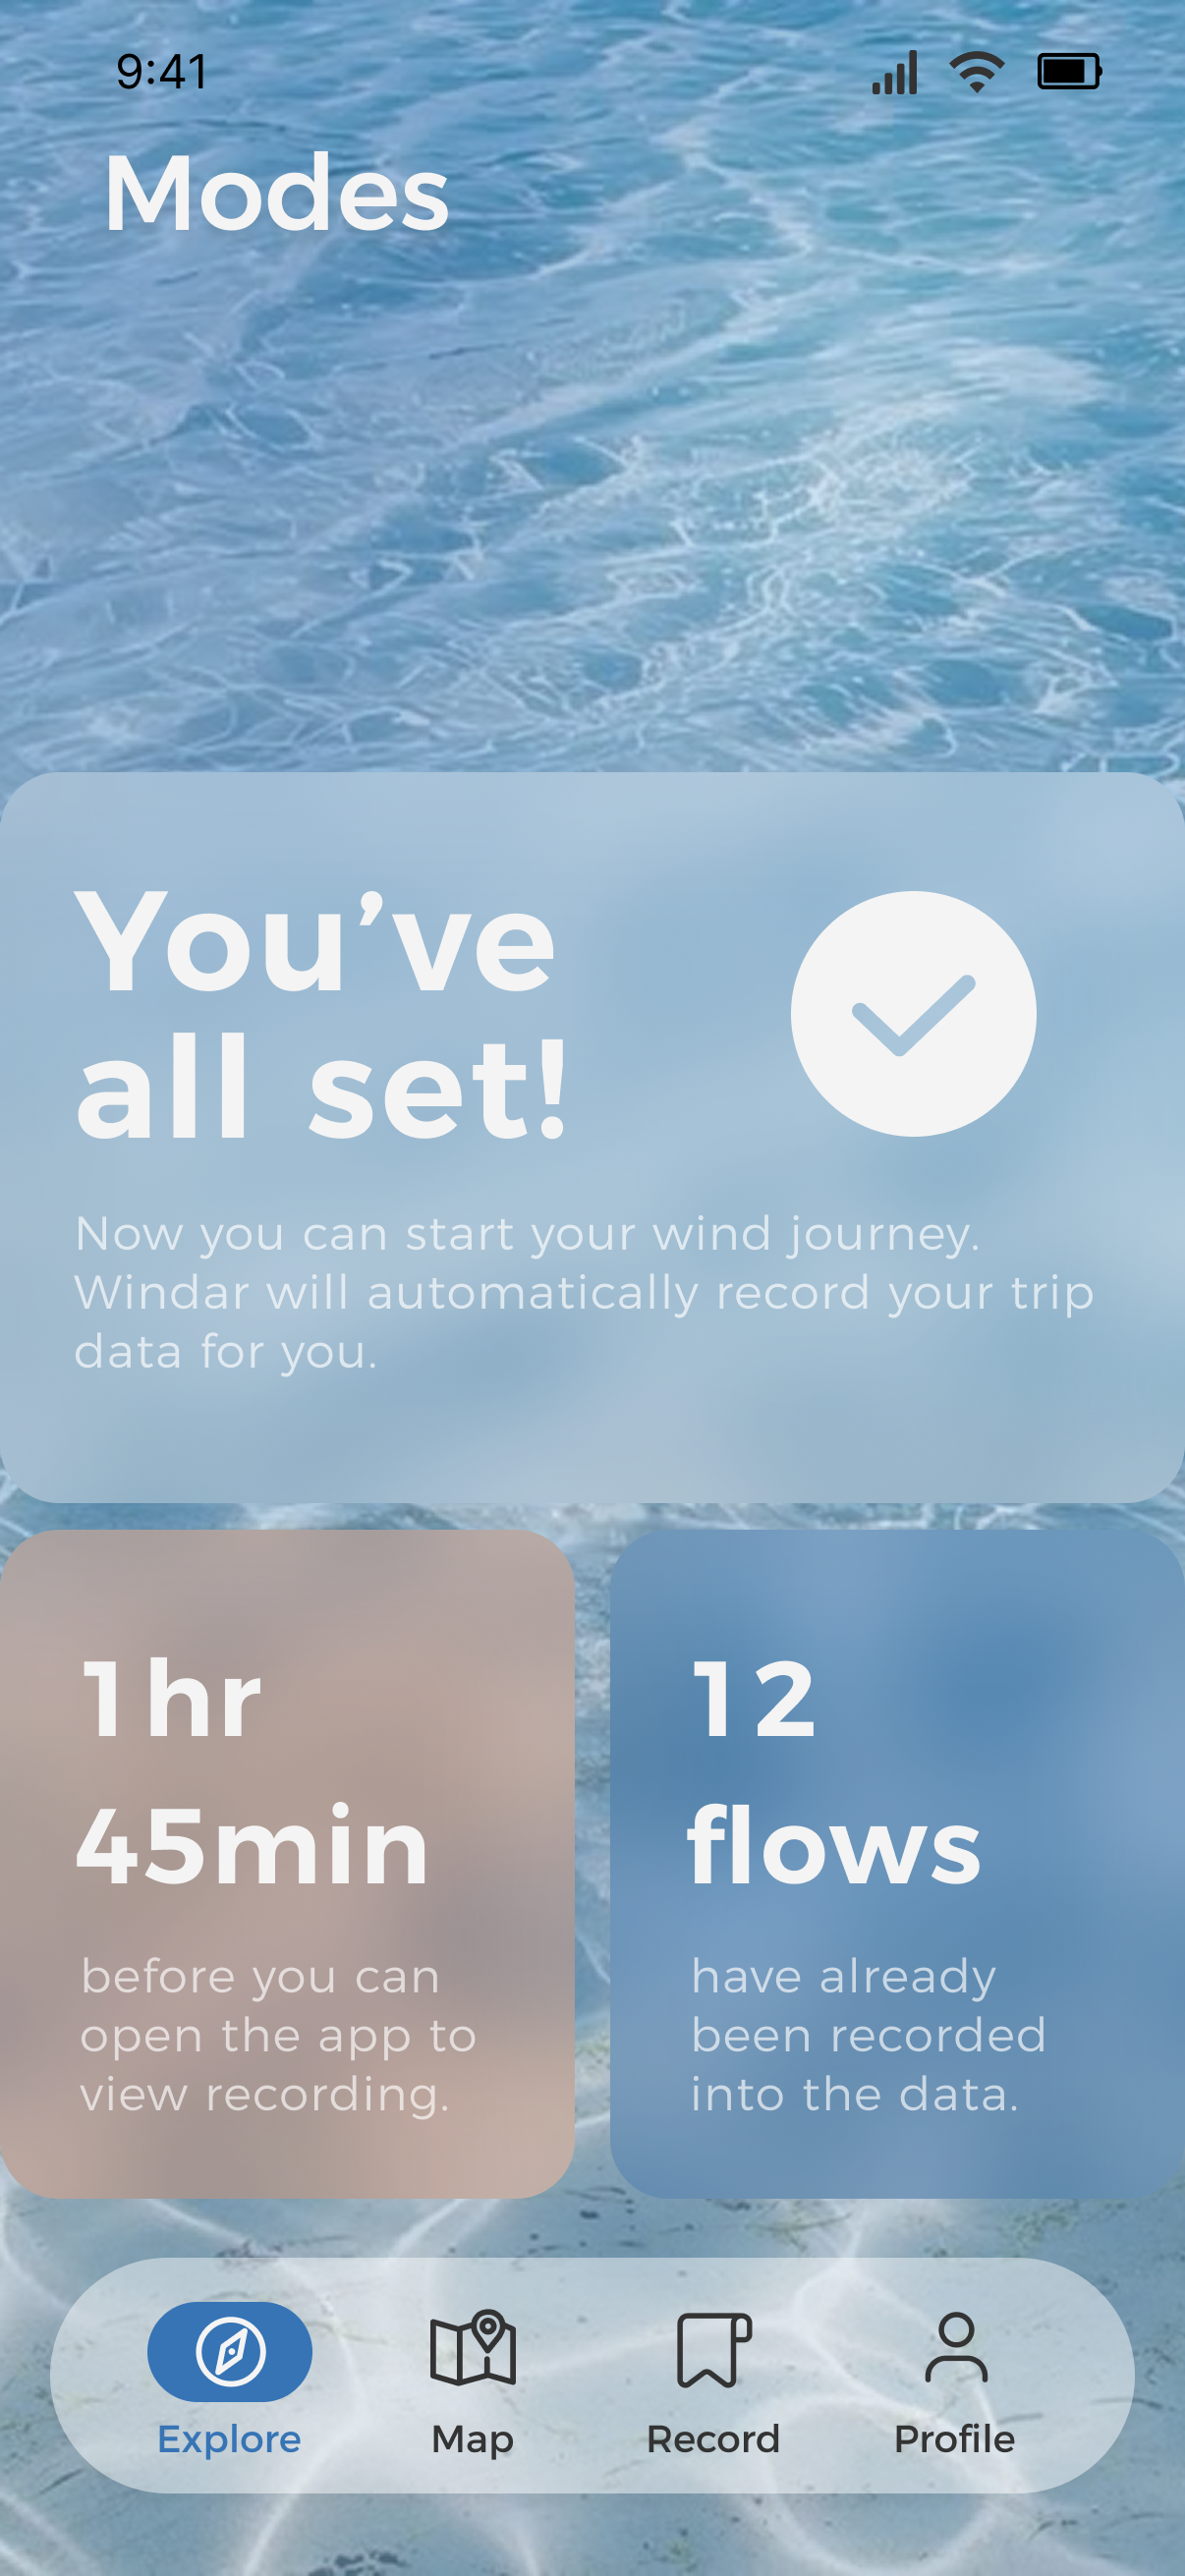 9:41
Modes
You’ve
all set!
Now you can start your wind journey.
Windar will automatically record your trip
data for you.
1hr
45min
before you can
open the app to
view recording.
12
flows
have already
been recorded
into the data.
Explore
Map
Record
Profile